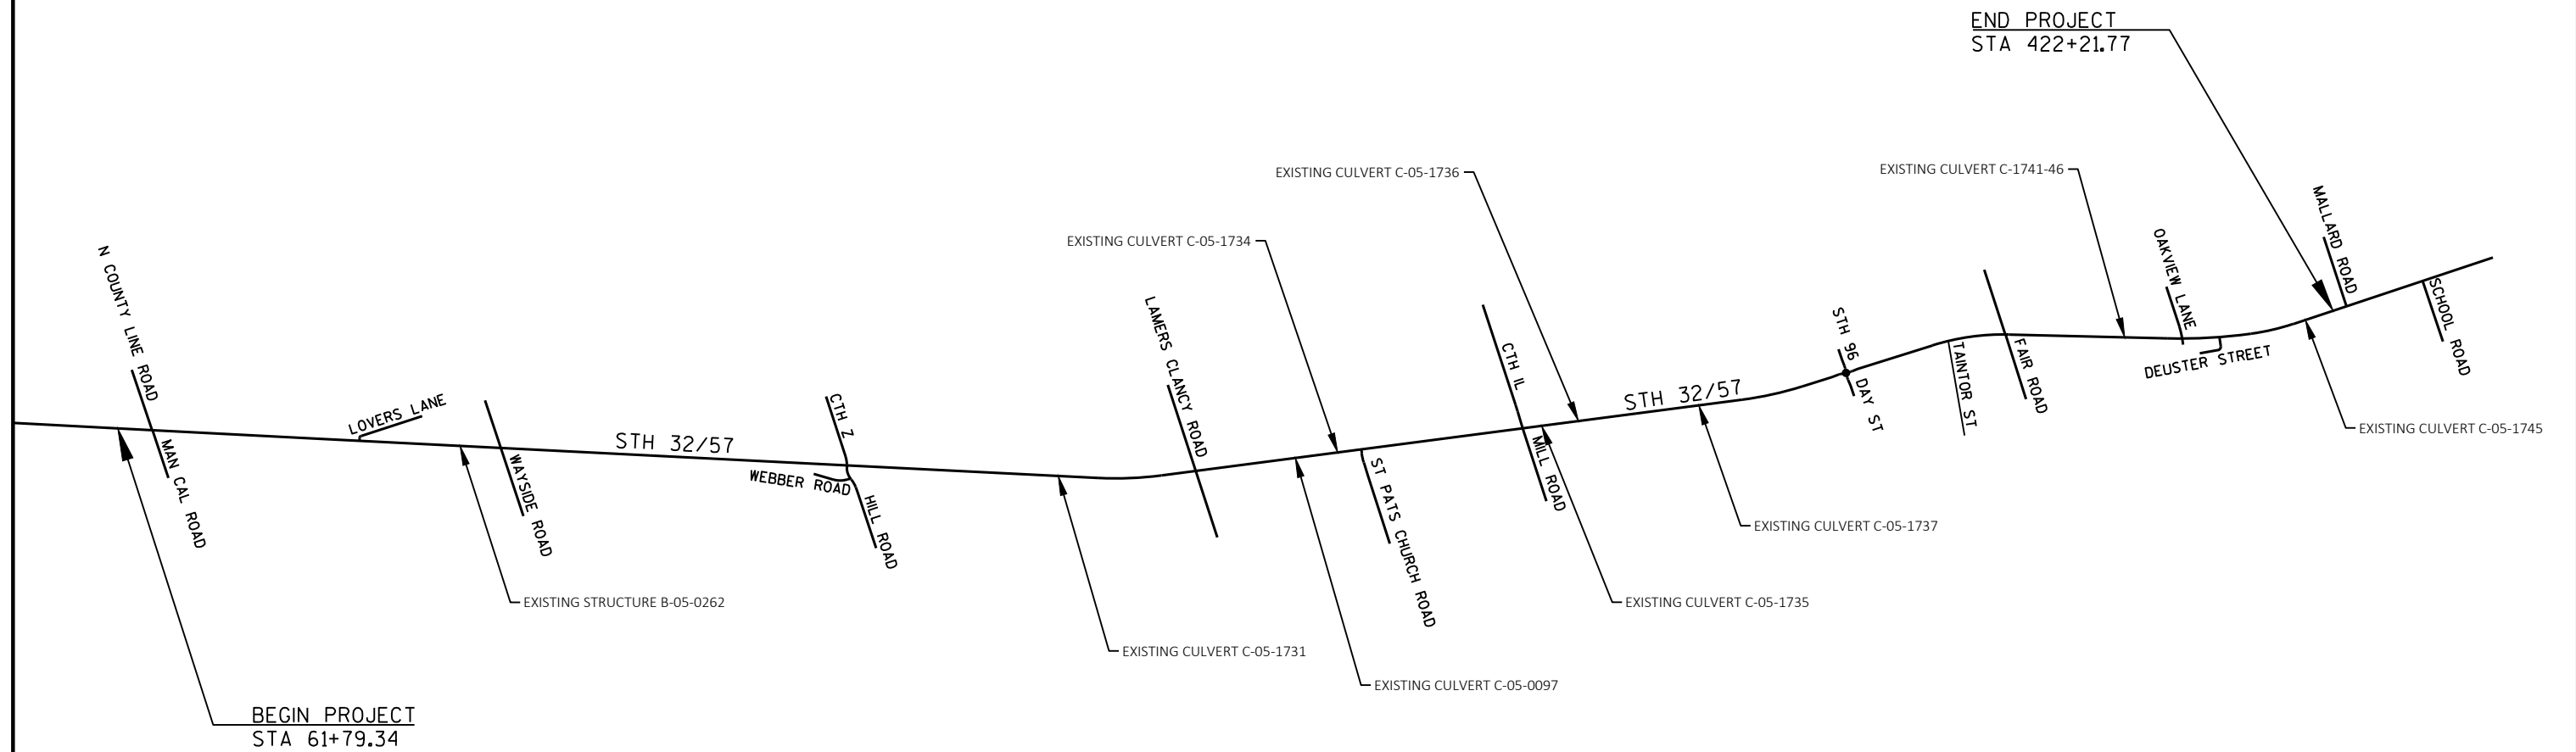 END PROJECT
STA 422+21.77
EXISTING CULVERT C-05-1736
EXISTING CULVERT C-1741-46
MALLARD ROAD
OAKVIEW LANE
EXISTING CULVERT C-05-1734
N COUNTY LINE ROAD
LAMERS CLANCY ROAD
SCHOOL ROAD
STH 96
CTH IL
FAIR ROAD
TAINTOR ST
DEUSTER STREET
STH 32/57
DAY ST
LOVERS LANE
CTH Z
EXISTING CULVERT C-05-1745
STH 32/57
MAN CAL ROAD
WAYSIDE ROAD
WEBBER ROAD
HILL ROAD
MILL ROAD
ST PATS CHURCH ROAD
EXISTING CULVERT C-05-1737
EXISTING STRUCTURE B-05-0262
EXISTING CULVERT C-05-1735
EXISTING CULVERT C-05-1731
EXISTING CULVERT C-05-0097
BEGIN PROJECT
STA 61+79.34